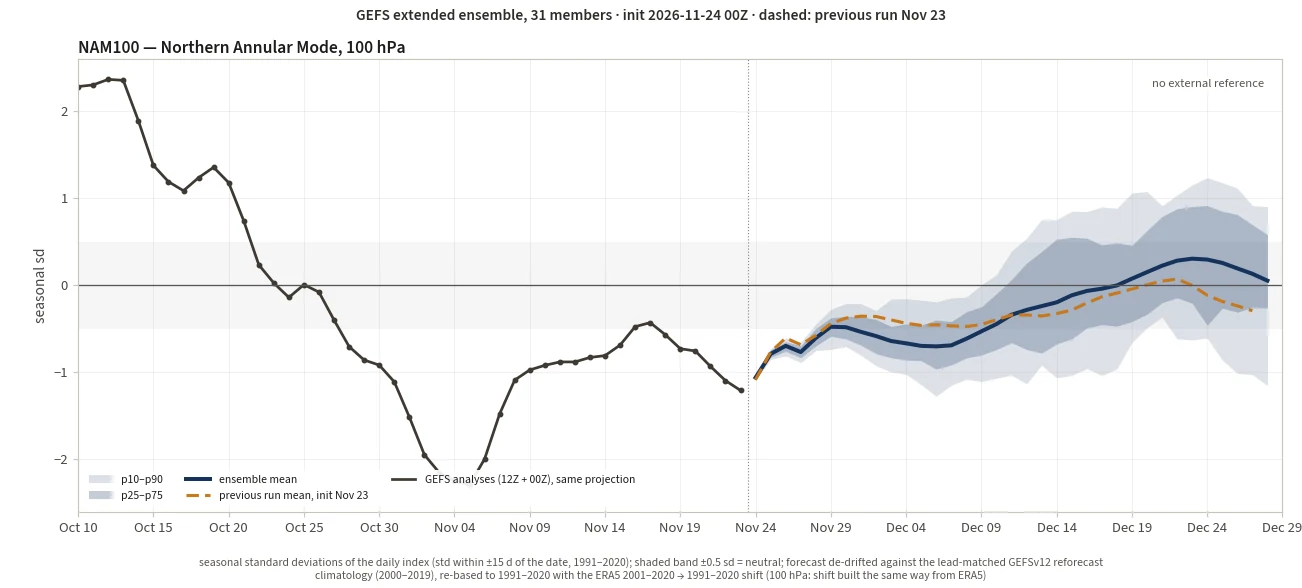 GEFS extended ensemble, 31 members · init 2026-11-24 00Z · dashed: previous run Nov 23
NAM100 — Northern Annular Mode, 100 hPa
no external reference
seasonal sd
2
1
0
−1
−2
p10–p90
ensemble mean
GEFS analyses (12Z + 00Z), same projection
p25–p75
previous run mean, init Nov 23
Oct 10
Oct 15
Oct 20
Oct 25
Oct 30
Nov 04
Nov 09
Nov 14
Nov 19
Nov 24
Nov 29
Dec 04
Dec 09
Dec 14
Dec 19
Dec 24
Dec 29
seasonal standard deviations of the daily index (std within ±15 d of the date, 1991–2020); shaded band ±0.5 sd = neutral; forecast de-drifted against the lead-matched GEFSv12 reforecast
climatology (2000–2019), re-based to 1991–2020 with the ERA5 2001–2020 → 1991–2020 shift (100 hPa: shift built the same way from ERA5)